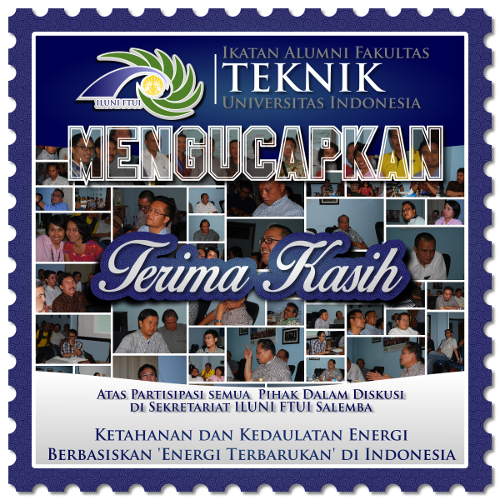 ILUNI FTUI
Ikatan Alumni Fakultas
TEKNIK
Universitas Indonesia
MENGUCAPKAN
Terima Kasih
Atas Partisipasi semua Pihak Dalam Diskusi
di Sekretariat ILUNI FTUI Salemba
Ketahanan dan Kedaulatan Energi
Berbasiskan 'Energi Terbarukan' di Indonesia